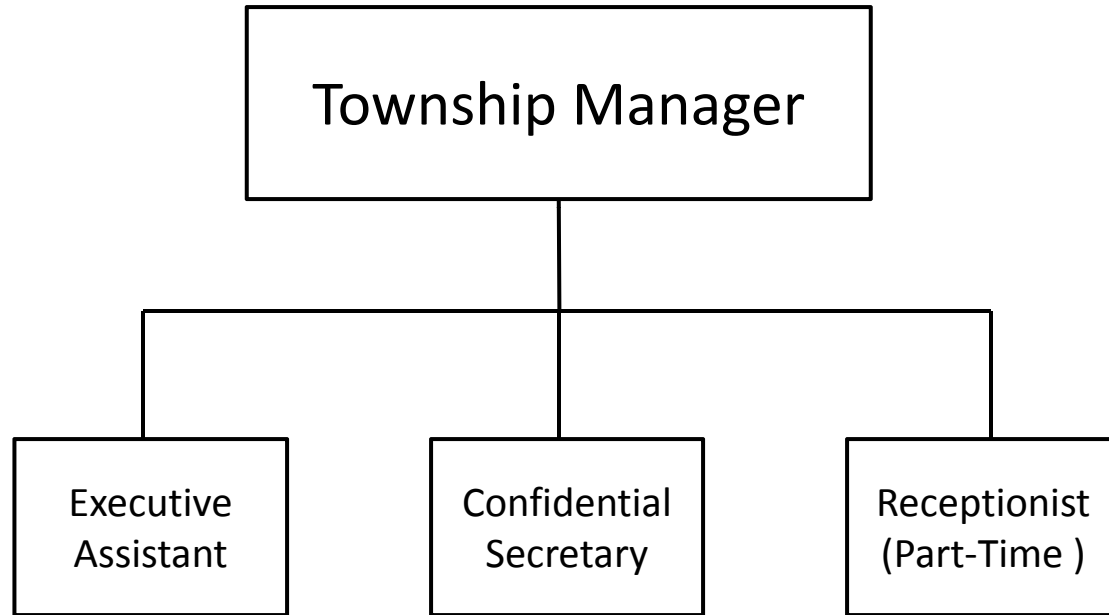 Township Manager
Executive
Assistant
Confidential
Secretary
Receptionist
(Part-Time )